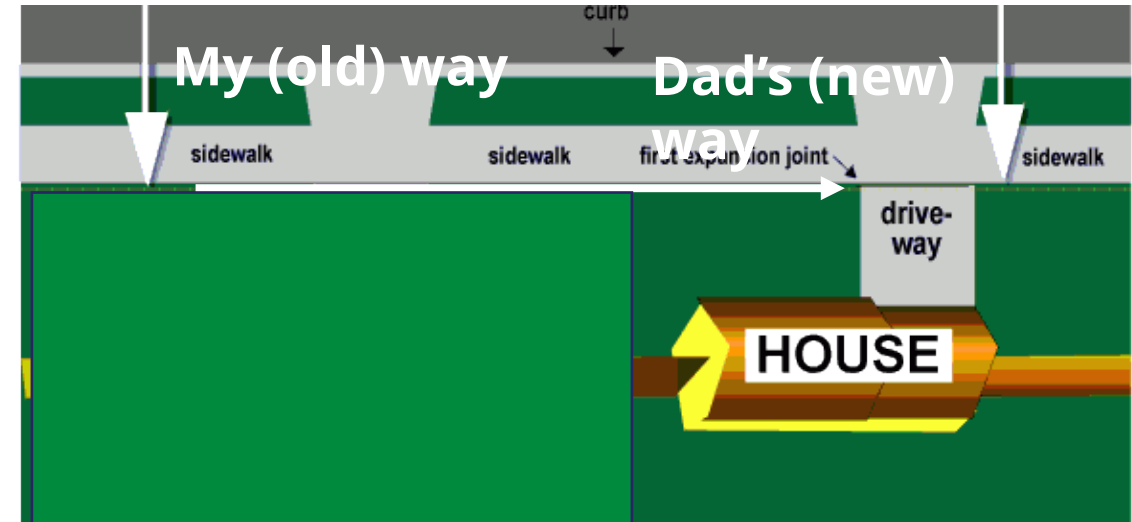 curb
My (old) way
Dad’s (new)
way
sidewalk
sidewalk
first expansion joint
sidewalk
drive-
way
HOUSE